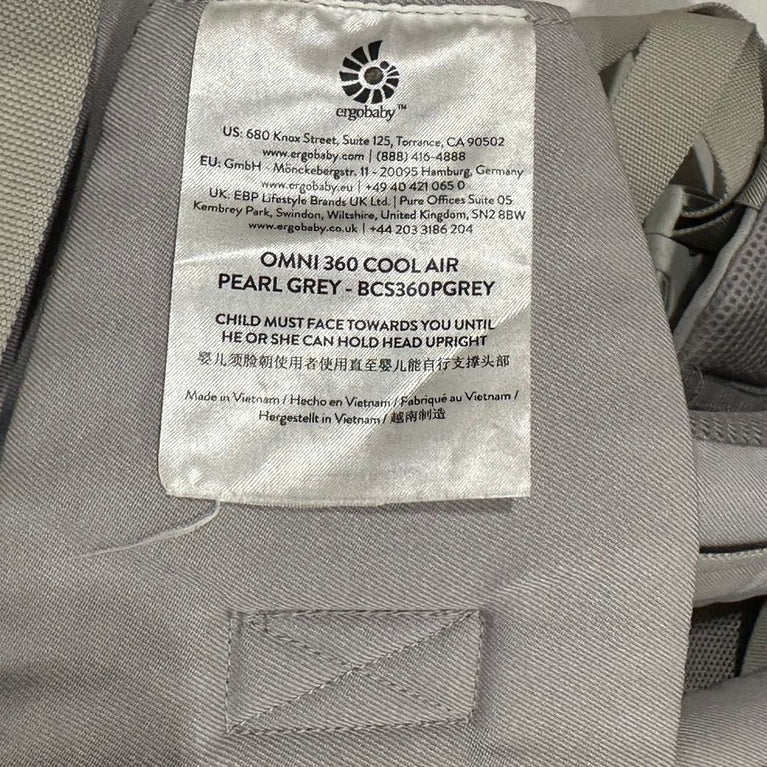 ergobaby™
US: 680 Knox Street, Suite 125, Torrance, CA 90502
www.ergobaby.com | (888) 416-4888
EU: GmbH - Mönckebergstr. 11 - 20095 Hamburg, Germany
www.ergobaby.eu | +49 40 421 065 0
UK: EBP Lifestyle Brands UK Ltd. | Pure Offices Suite 05
Kembrey Park, Swindon, Wiltshire, United Kingdom, SN2 8BW
www.ergobaby.co.uk | +44 203 3186 204
OMNI 360 COOL AIR
PEARL GREY - BCS360PGREY
CHILD MUST FACE TOWARDS YOU UNTIL
HE OR SHE CAN HOLD HEAD UPRIGHT
婴儿须脸朝使用者使用直至婴儿能自行支撑头部
Made in Vietnam / Hecho en Vietnam / Fabriqué au Vietnam /
Hergestellt in Vietnam / 越南制造